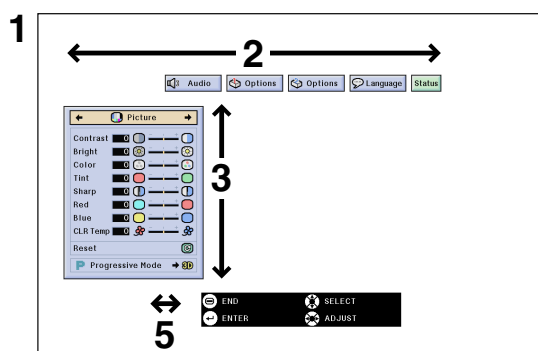 1
2
Audio Options Options Language Status
Picture
3
Contrast 0
Bright 0
Color 0
Tint 0
Sharp 0
Red 0
Blue 0
CLR Temp 0
Reset
P Progressive Mode 3D
END SELECT
ENTER ADJUST
5